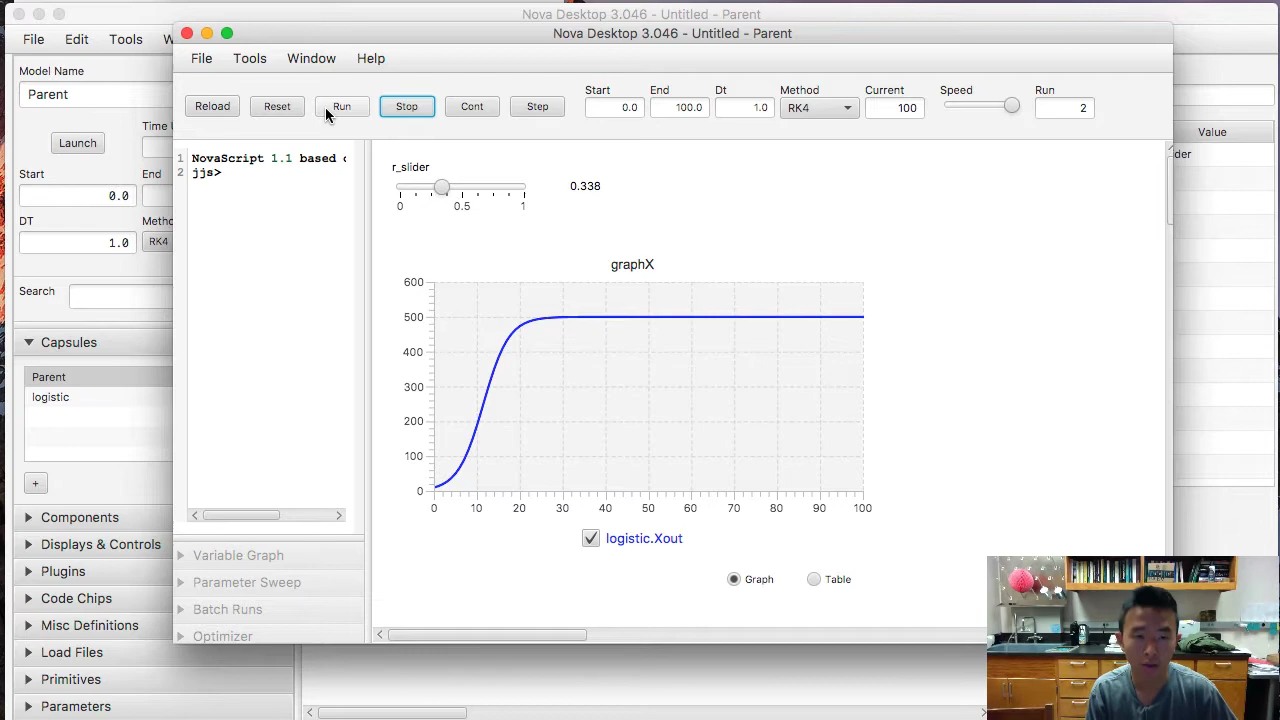 Nova Desktop 3.046 - Untitled - Parent
File Edit Tools W
Nova Desktop 3.046 - Untitled - Parent
File Tools Window Help
Model Name
Parent
Launch
Time
Start End
0.0
DT
1.0 RK4
Search
Capsules
Parent
logistic
+
Components
Displays & Controls
Plugins
Code Chips
Misc Definitions
Load Files
Primitives
Parameters
Reload Reset Run Stop Cont Step
Start End Dt Method Current Speed Run
0.0 100.0 1.0 RK4 100 2
1 NovaScript 1.1 based
2 jjs>
Variable Graph
Parameter Sweep
Batch Runs
Optimizer
r_slider
0.338
0 0.5 1
graphX
600
500
400
300
200
100
0
0 10 20 30 40 50 60 70 80 90 100
logistic.Xout
Graph Table
Value
der